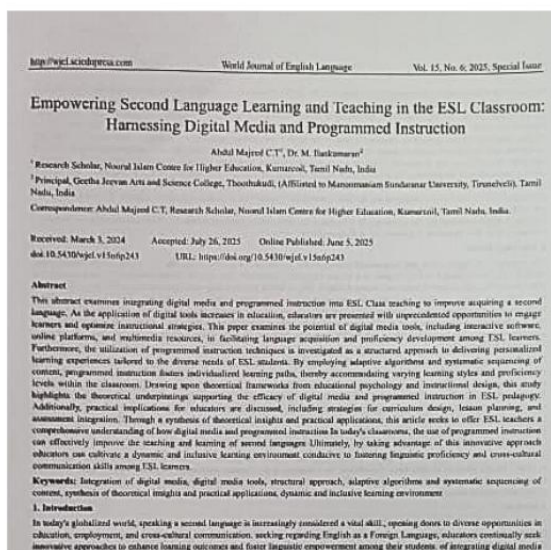 http://wjel.sciedupress.com World Journal of English Language Vol. 15, No. 6; 2025, Special Issue
Empowering Second Language Learning and Teaching in the ESL Classroom:
Harnessing Digital Media and Programmed Instruction
Abdul Majeed C.T¹, Dr. M. Ilankumaran²
¹ Research Scholar, Noorul Islam Centre for Higher Education, Kumarcoil, Tamil Nadu, India
² Principal, Geetha Jeevan Arts and Science College, Thoothukudi, (Affiliated to Manonmaniam Sundaranar University, Tirunelveli), Tamil
Nadu, India
Correspondence: Abdul Majeed C.T, Research Scholar, Noorul Islam Centre for Higher Education, Kumarcoil, Tamil Nadu, India.
Received: March 3, 2024 Accepted: July 26, 2025 Online Published: June 5, 2025
doi:10.5430/wjel.v15n6p243 URL: https://doi.org/10.5430/wjel.v15n6p243
Abstract
This abstract examines integrating digital media and programmed instruction into ESL Class teaching to improve acquiring a second
language. As the application of digital tools increases in education, educators are presented with unprecedented opportunities to engage
learners and optimize instructional strategies. This paper examines the potential of digital media tools, including interactive software,
online platforms, and multimedia resources, in facilitating language acquisition and proficiency development among ESL learners.
Furthermore, the utilization of programmed instruction techniques is investigated as a structured approach to delivering personalized
learning experiences tailored to the diverse needs of ESL students. By employing adaptive algorithms and systematic sequencing of
content, programmed instruction fosters individualized learning paths, thereby accommodating varying learning styles and proficiency
levels within the classroom. Drawing upon theoretical frameworks from educational psychology and instructional design, this study
highlights the theoretical underpinnings supporting the efficacy of digital media and programmed instruction in ESL pedagogy.
Additionally, practical implications for educators are discussed, including strategies for curriculum design, lesson planning, and
assessment integration. Through a synthesis of theoretical insights and practical applications, this article seeks to offer ESL teachers a
comprehensive understanding of how digital media and programmed instruction In today's classrooms, the use of programmed instruction
can effectively improve the teaching and learning of second languages Ultimately, by taking advantage of this innovative approach
educators can cultivate a dynamic and inclusive learning environment conducive to fostering linguistic proficiency and cross-cultural
communication skills among ESL learners.
Keywords: Integration of digital media, digital media tools, structural approach, adaptive algorithms and systematic sequencing of
content, synthesis of theoretical insights and practical applications, dynamic and inclusive learning environment
1. Introduction
In today's globalized world, speaking a second language is increasingly considered a vital skill, opening doors to diverse opportunities in
education, employment, and cross-cultural communication. seeking regarding English as a Foreign Language, educators continually seek
innovative approaches to enhance learning outcomes and foster linguistic empowerment among their students. of integrating digital media